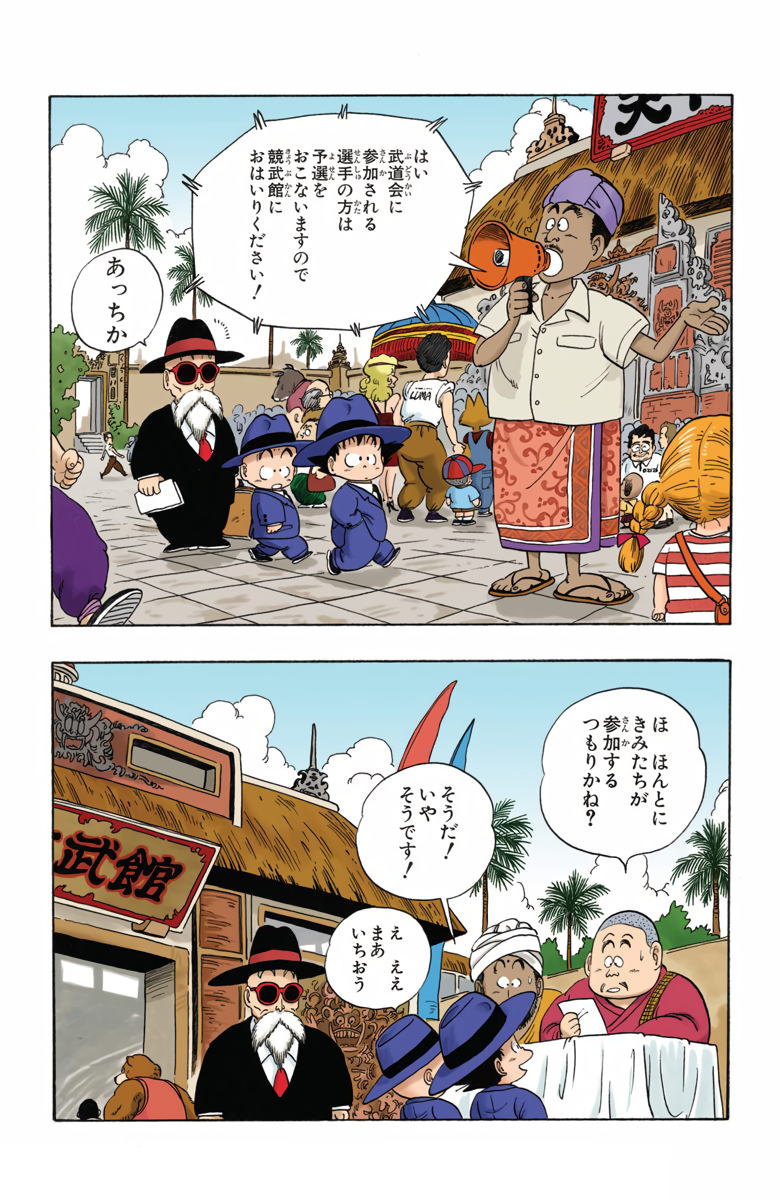 はい
武道会に
参加される
選手の方は
予選を
おこないますので
競武館に
おはいりください!
あっちか
LUMA
ほ ほんとに
きみたちが
参加する
つもりかね?
そうだ!
いや
そうです!
え ええ
まあ
いちおう
武館